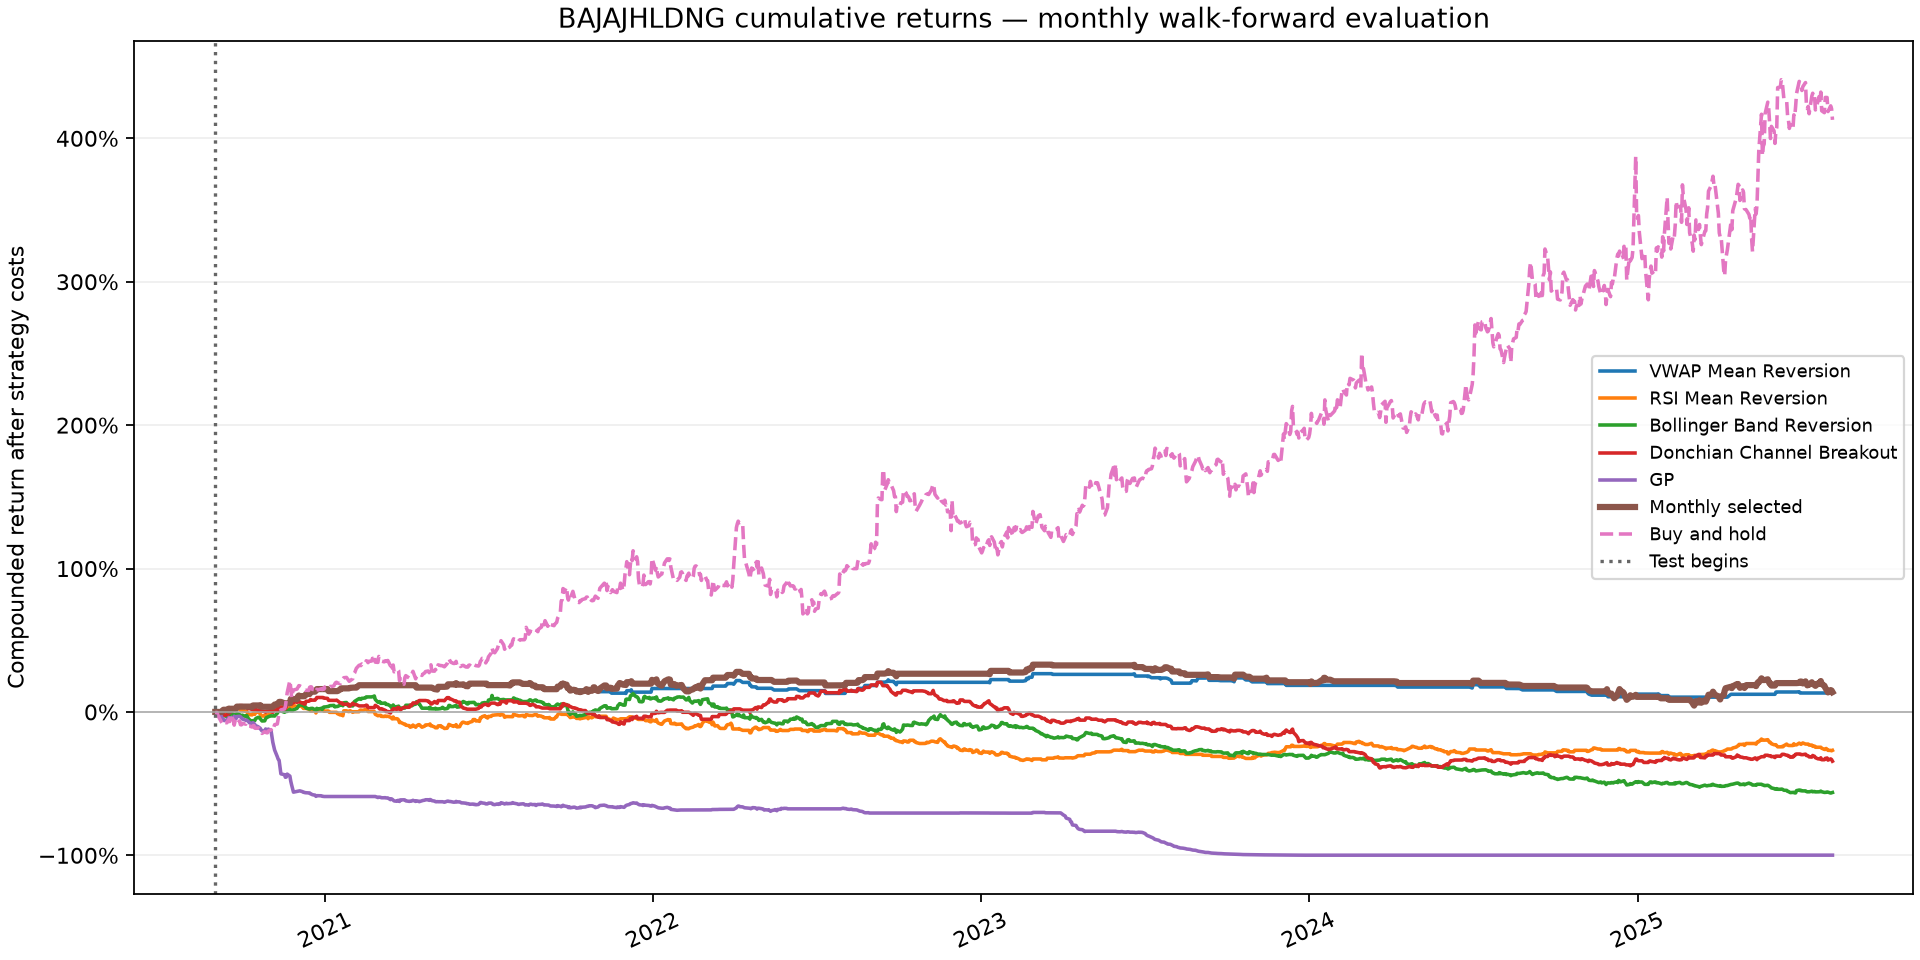 BAJAJHLDNG cumulative returns — monthly walk-forward evaluation
Compounded return after strategy costs
400%
300%
200%
100%
0%
−100%
2021
2022
2023
2024
2025
VWAP Mean Reversion
RSI Mean Reversion
Bollinger Band Reversion
Donchian Channel Breakout
GP
Monthly selected
Buy and hold
Test begins